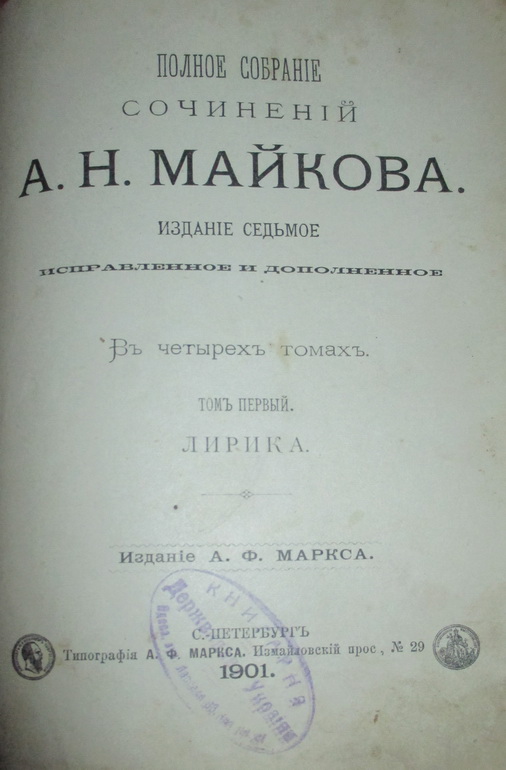 ПОЛНОЕ СОБРАНІЕ
СОЧИНЕНІЙ
А. Н. МАЙКОВА.
ИЗДАНІЕ СЕДЬМОЕ
ИСПРАВЛЕННОЕ И ДОПОЛНЕННОЕ
Въ четырехъ томахъ.
ТОМЪ ПЕРВЫЙ.
ЛИРИКА.
Изданіе А. Ф. МАРКСА.
С.-ПЕТЕРБУРГЪ
Типографія А. Ф. МАРКСА. Измайловскій прос., № 29
1901.